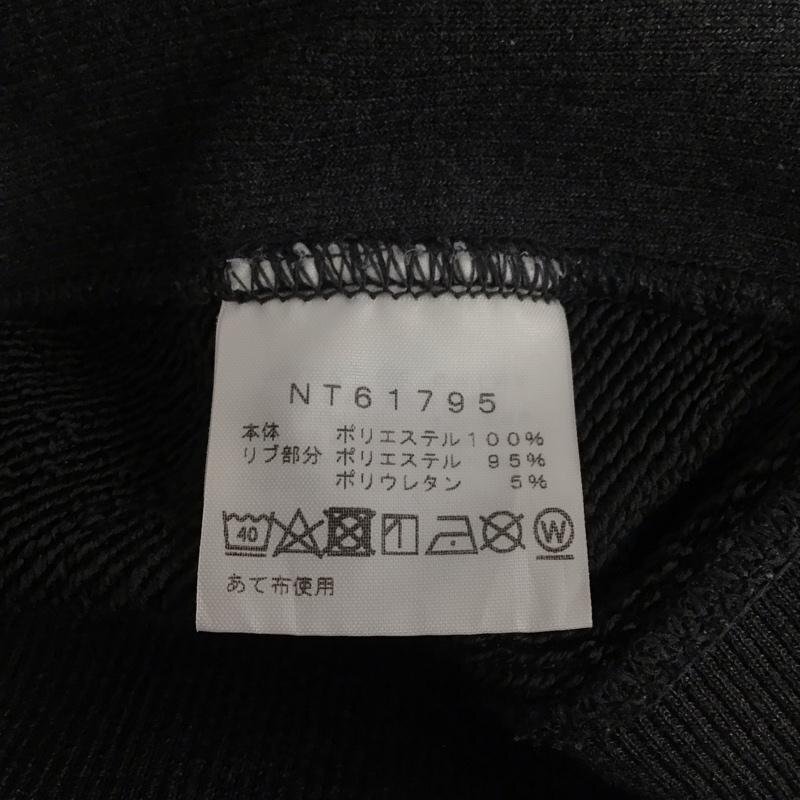 NT61795
本体 ポリエステル100%
リブ部分 ポリエステル 95%
ポリウレタン 5%
40 W
あて布使用